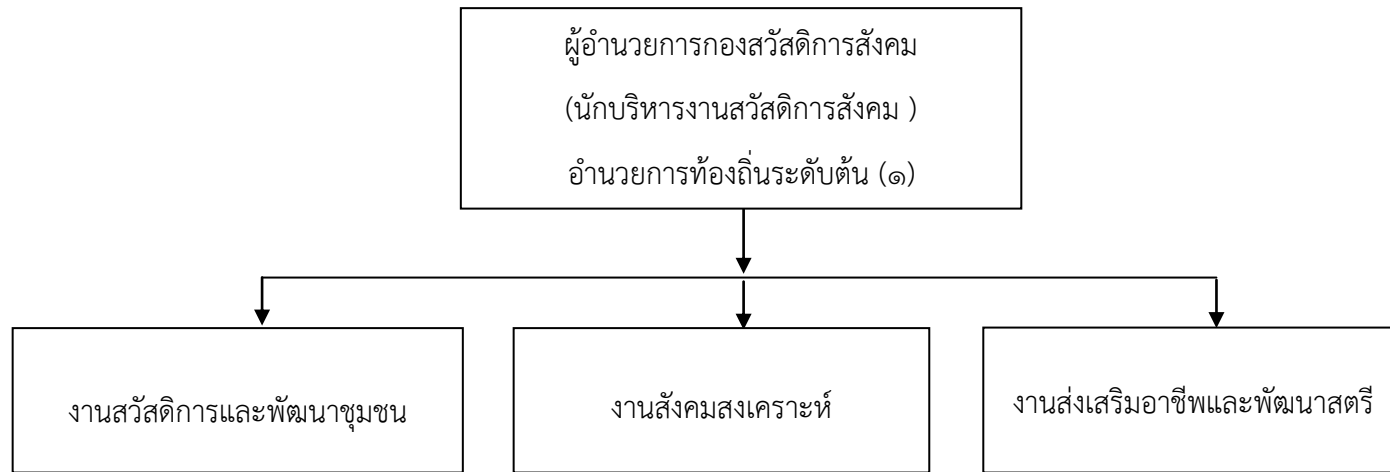 ผู้อำนวยการกองสวัสดิการสังคม
(นักบริหารงานสวัสดิการสังคม )
อำนวยการท้องถิ่นระดับต้น (๑)
งานสวัสดิการและพัฒนาชุมชน
งานสังคมสงเคราะห์
งานส่งเสริมอาชีพและพัฒนาสตรี